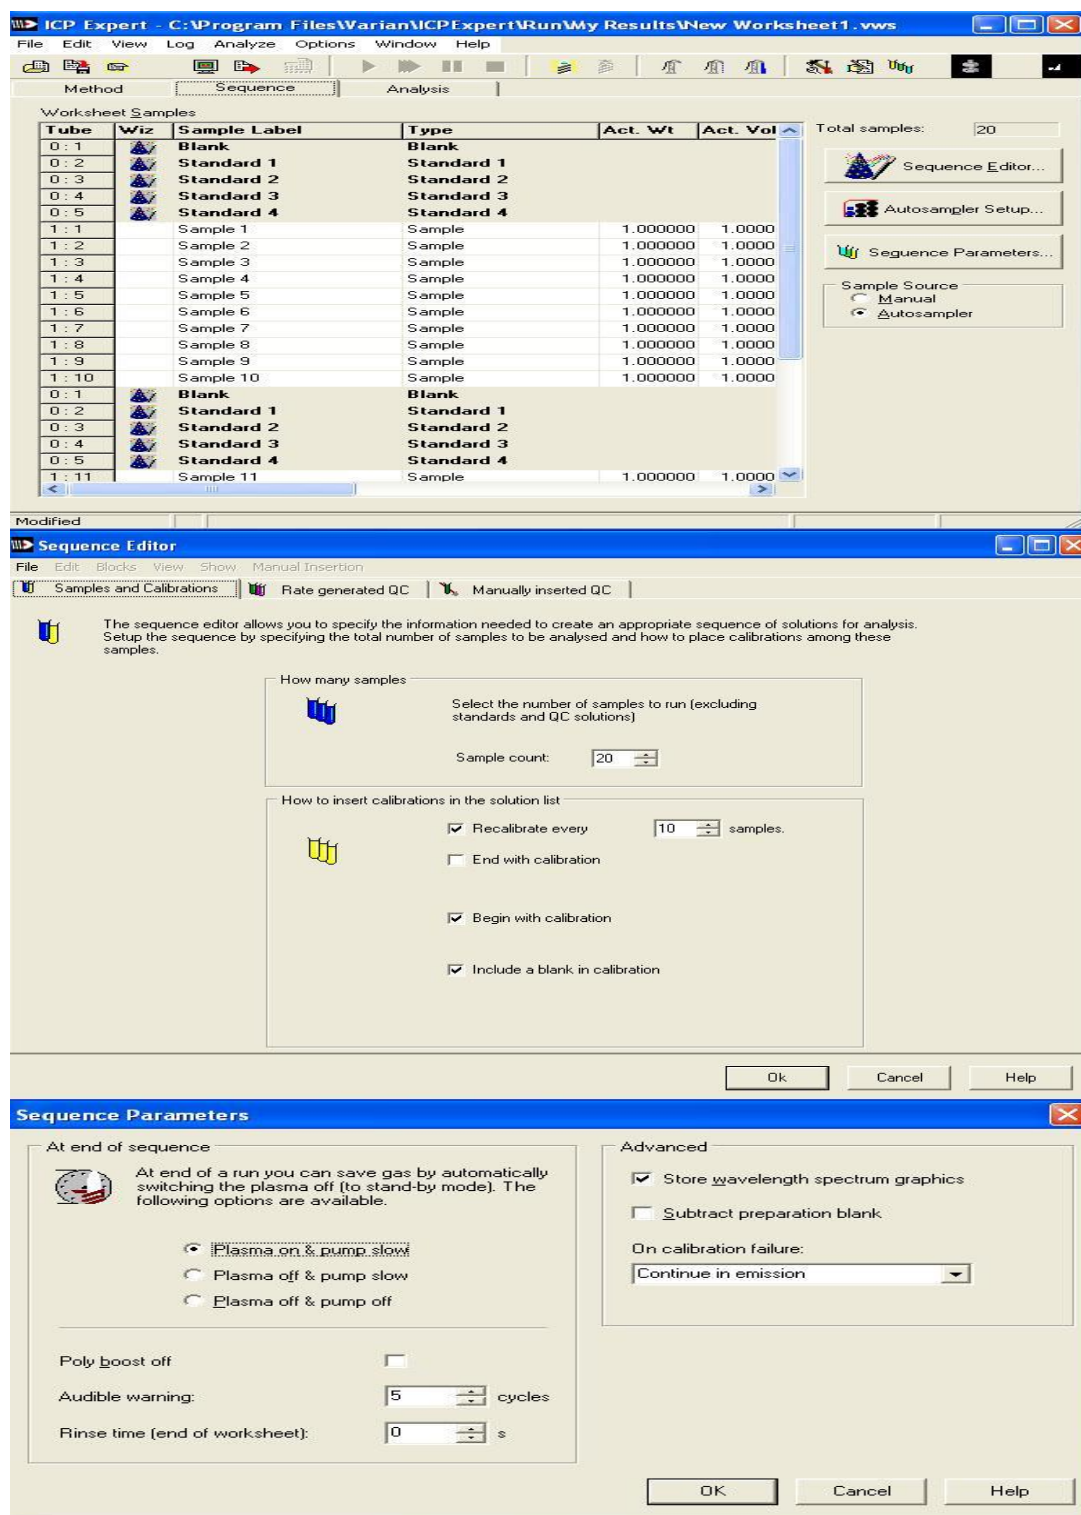 ICP Expert - C:\Program Files\Varian\ICPExpert\Run\My Results\New Worksheet1.vws
File Edit View Log Analyze Options Window Help
Method Sequence Analysis
Worksheet Samples
Tube Wiz Sample Label Type Act. Wt Act. Vol
0 : 1 Blank Blank
0 : 2 Standard 1 Standard 1
0 : 3 Standard 2 Standard 2
0 : 4 Standard 3 Standard 3
0 : 5 Standard 4 Standard 4
1 : 1 Sample 1 Sample 1.000000 1.0000
1 : 2 Sample 2 Sample 1.000000 1.0000
1 : 3 Sample 3 Sample 1.000000 1.0000
1 : 4 Sample 4 Sample 1.000000 1.0000
1 : 5 Sample 5 Sample 1.000000 1.0000
1 : 6 Sample 6 Sample 1.000000 1.0000
1 : 7 Sample 7 Sample 1.000000 1.0000
1 : 8 Sample 8 Sample 1.000000 1.0000
1 : 9 Sample 9 Sample 1.000000 1.0000
1 : 10 Sample 10 Sample 1.000000 1.0000
0 : 1 Blank Blank
0 : 2 Standard 1 Standard 1
0 : 3 Standard 2 Standard 2
0 : 4 Standard 3 Standard 3
0 : 5 Standard 4 Standard 4
1 : 11 Sample 11 Sample 1.000000 1.0000
Total samples: 20
Sequence Editor...
Autosampler Setup...
Sequence Parameters...
Sample Source
Manual
Autosampler
Modified
Sequence Editor
File Edit Blocks View Show Manual Insertion
Samples and Calibrations Rate generated QC Manually inserted QC
The sequence editor allows you to specify the information needed to create an appropriate sequence of solutions for analysis.
Setup the sequence by specifying the total number of samples to be analysed and how to place calibrations among these
samples.
How many samples
Select the number of samples to run (excluding
standards and QC solutions)
Sample count: 20
How to insert calibrations in the solution list
Recalibrate every 10 samples.
End with calibration
Begin with calibration
Include a blank in calibration
Ok Cancel Help
Sequence Parameters
At end of sequence
At end of a run you can save gas by automatically
switching the plasma off (to stand-by mode). The
following options are available.
Plasma on & pump slow
Plasma off & pump slow
Plasma off & pump off
Poly boost off
Audible warning: 5 cycles
Rinse time (end of worksheet): 0 s
Advanced
Store wavelength spectrum graphics
Subtract preparation blank
On calibration failure:
Continue in emission
OK Cancel Help